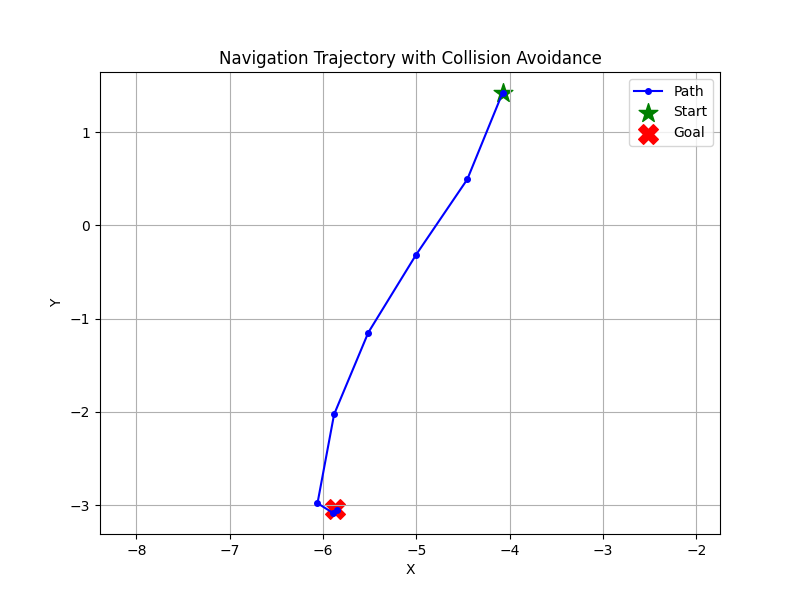 Navigation Trajectory with Collision Avoidance
Path
Start
Goal
Y
1
0
−1
−2
−3
−8
−7
−6
−5
−4
−3
−2
X